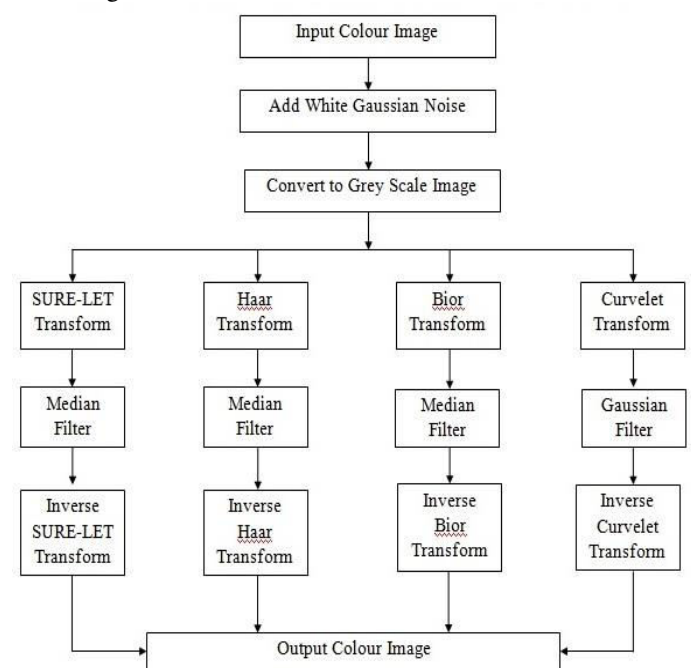 Input Colour Image
Add White Gaussian Noise
Convert to Grey Scale Image
SURE-LET
Transform
Haar
Transform
Bior
Transform
Curvelet
Transform
Median
Filter
Median
Filter
Median
Filter
Gaussian
Filter
Inverse
SURE-LET
Transform
Inverse
Haar
Transform
Inverse
Bior
Transform
Inverse
Curvelet
Transform
Output Colour Image